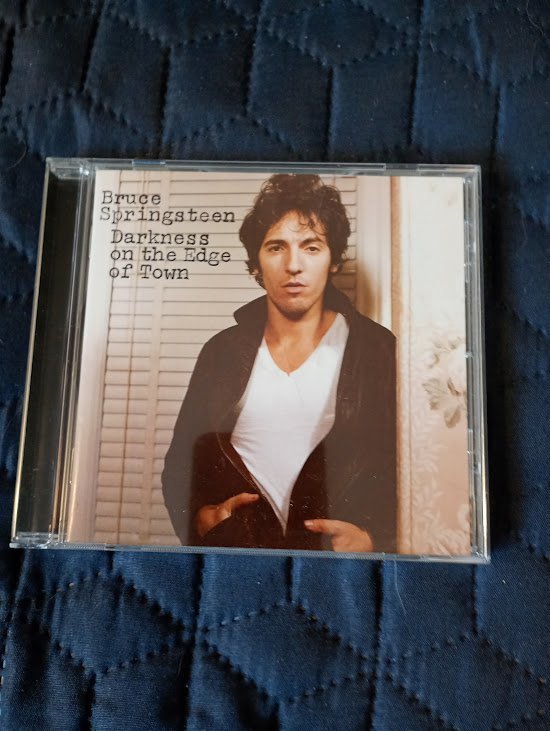 Bruce
Springsteen
Darkness
on the Edge
of Town